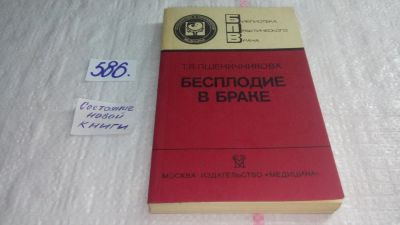 586.
Состояние
новой
книги
БИБЛИОТЕКА
ПРАКТИЧЕСКОГО
ВРАЧА
Т.Я.ПШЕНИЧНИКОВА
БЕСПЛОДИЕ
В БРАКЕ
МОСКВА·ИЗДАТЕЛЬСТВО «МЕДИЦИНА»